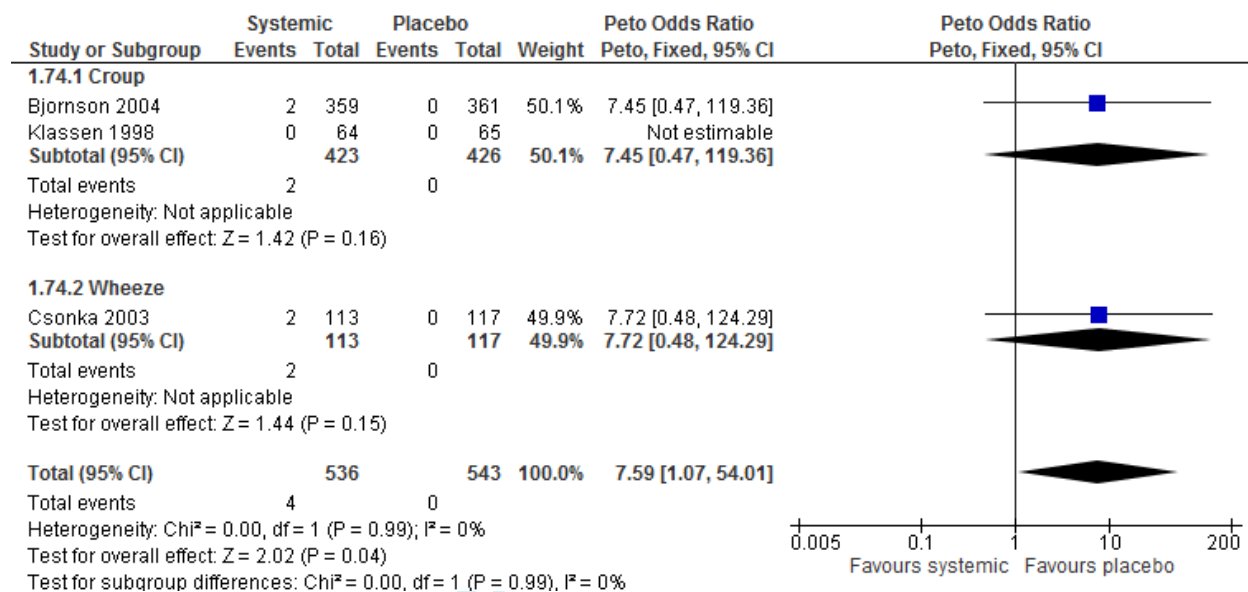 Systemic Placebo Peto Odds Ratio Peto Odds Ratio
Study or Subgroup Events Total Events Total Weight Peto, Fixed, 95% CI Peto, Fixed, 95% CI
1.74.1 Croup
Bjornson 2004 2 359 0 361 50.1% 7.45 [0.47, 119.36]
Klassen 1998 0 64 0 65 Not estimable
Subtotal (95% CI) 423 426 50.1% 7.45 [0.47, 119.36]
Total events 2 0
Heterogeneity: Not applicable
Test for overall effect: Z = 1.42 (P = 0.16)
1.74.2 Wheeze
Csonka 2003 2 113 0 117 49.9% 7.72 [0.48, 124.29]
Subtotal (95% CI) 113 117 49.9% 7.72 [0.48, 124.29]
Total events 2 0
Heterogeneity: Not applicable
Test for overall effect: Z = 1.44 (P = 0.15)
Total (95% CI) 536 543 100.0% 7.59 [1.07, 54.01]
Total events 4 0
Heterogeneity: Chi² = 0.00, df = 1 (P = 0.99); I² = 0%
Test for overall effect: Z = 2.02 (P = 0.04)
Test for subgroup differences: Chi² = 0.00, df = 1 (P = 0.99), I² = 0%
0.005 0.1 1 10 200
Favours systemic Favours placebo